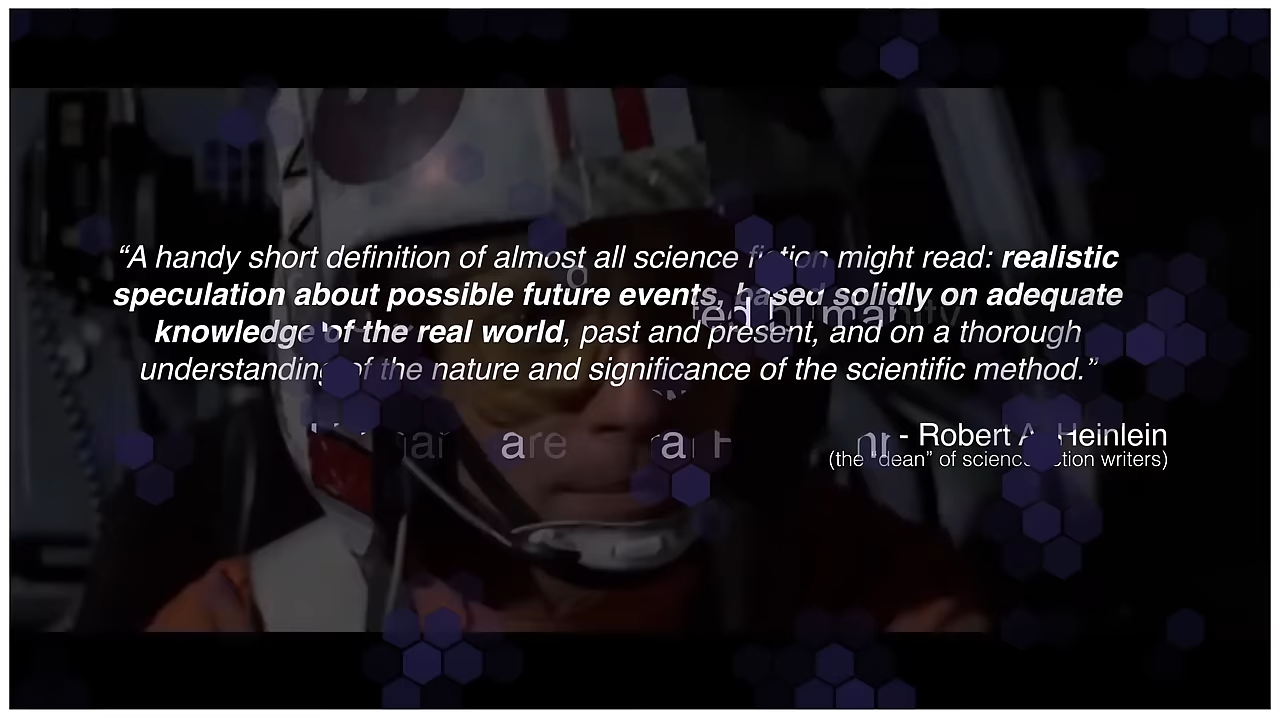 “A handy short definition of almost all science fiction might read: realistic
speculation about possible future events, based solidly on adequate
knowledge of the real world, past and present, and on a thorough
understanding of the nature and significance of the scientific method.”
are
- Robert A. Heinlein
(the “dean” of science fiction writers)